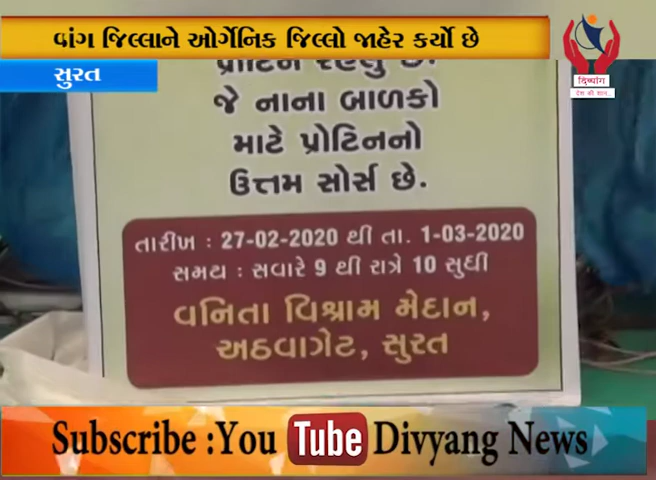 ડાંગ જિલ્લાને ઓર્ગેનિક જિલ્લો જાહેર કર્યો છે
સુરત
દિવ્યાંગ
પ્રોટિન રહેલુ છે.
જે નાના બાળકો
માટે પ્રોટિનનો
ઉત્તમ સોર્સ છે.
તારીખ : 27-02-2020 થી તા. 1-03-2020
સમય : સવારે 9 થી રાત્રે 10 સુધી
વનિતા વિશ્રામ મેદાન,
અઠવાગેટ, સુરત
Subscribe :You Tube Divyang News